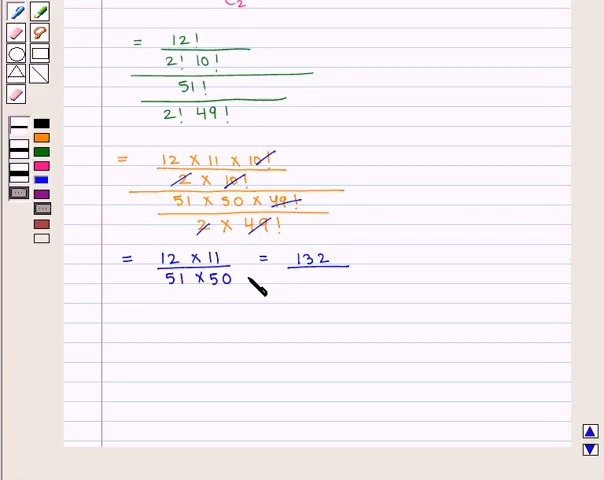 C2
= 12!
2! 10!
51!
2! 49!
= 12 × 11 × 10!
2 × 10!
51 × 50 × 49!
2 × 49!
= 12 × 11 = 132
51 × 50